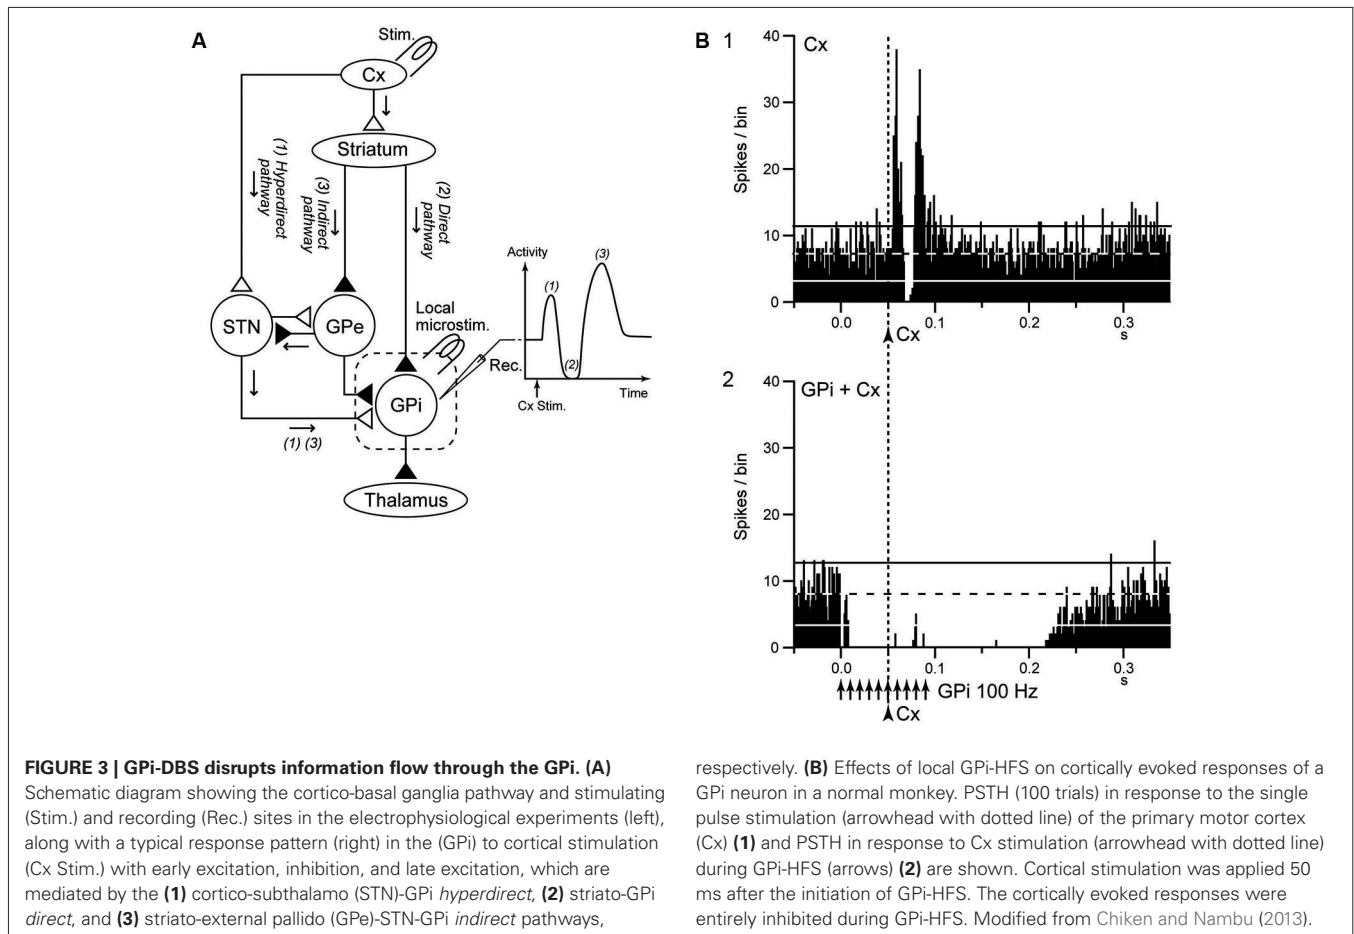 A
Stim.
Cx
Striatum
(1) Hyperdirect
pathway
(3) Indirect
pathway
(2) Direct
pathway
STN
GPe
Local
microstim.
Rec.
GPi
(1) (3)
Thalamus
Activity
(1)
(2)
(3)
Time
Cx Stim.
B 1
Cx
Spikes / bin
40
30
20
10
0
0.0
0.1
0.2
0.3
s
Cx
2
GPi + Cx
Spikes / bin
40
30
20
10
0
0.0
0.1
0.2
0.3
s
GPi 100 Hz
Cx
FIGURE 3 | GPi-DBS disrupts information flow through the GPi. (A)
Schematic diagram showing the cortico-basal ganglia pathway and stimulating
(Stim.) and recording (Rec.) sites in the electrophysiological experiments (left),
along with a typical response pattern (right) in the (GPi) to cortical stimulation
(Cx Stim.) with early excitation, inhibition, and late excitation, which are
mediated by the (1) cortico-subthalamo (STN)-GPi hyperdirect, (2) striato-GPi
direct, and (3) striato-external pallido (GPe)-STN-GPi indirect pathways,
respectively. (B) Effects of local GPi-HFS on cortically evoked responses of a
GPi neuron in a normal monkey. PSTH (100 trials) in response to the single
pulse stimulation (arrowhead with dotted line) of the primary motor cortex
(Cx) (1) and PSTH in response to Cx stimulation (arrowhead with dotted line)
during GPi-HFS (arrows) (2) are shown. Cortical stimulation was applied 50
ms after the initiation of GPi-HFS. The cortically evoked responses were
entirely inhibited during GPi-HFS. Modified from Chiken and Nambu (2013).